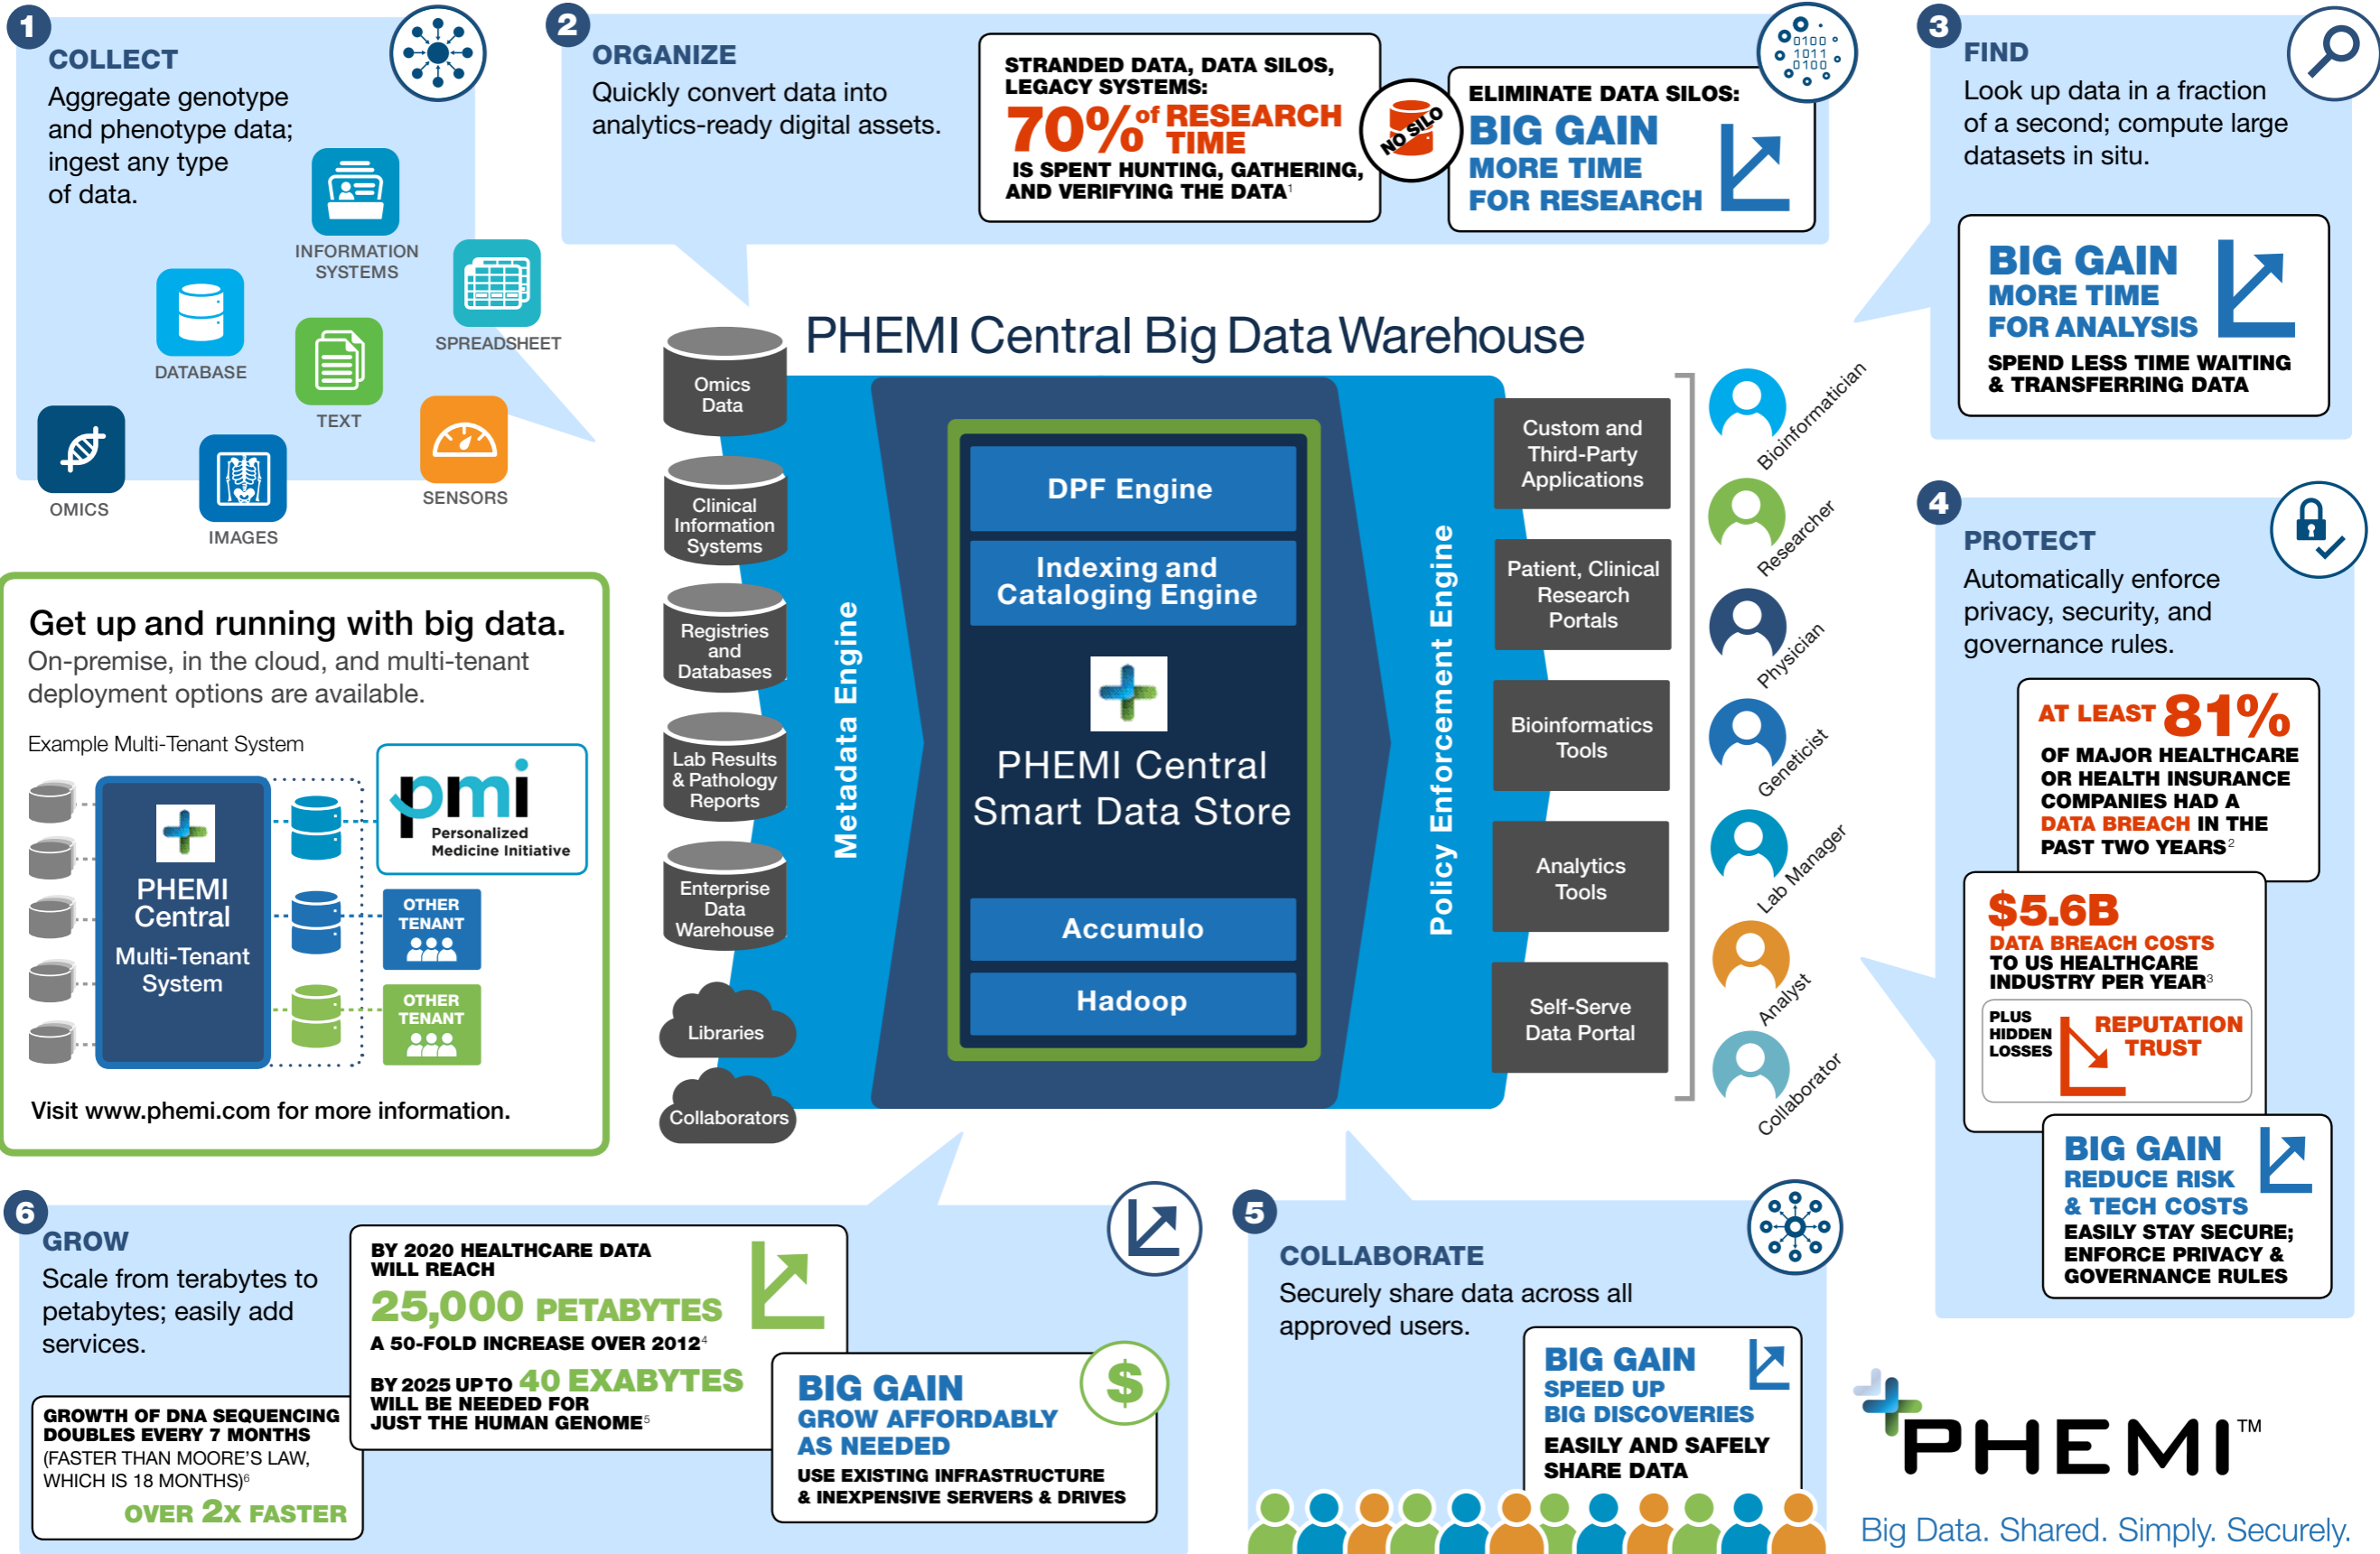 1
COLLECT
Aggregate genotype
and phenotype data;
ingest any type
of data.
INFORMATION
SYSTEMS
DATABASE
SPREADSHEET
TEXT
OMICS
IMAGES
SENSORS
2
ORGANIZE
Quickly convert data into
analytics-ready digital assets.
STRANDED DATA, DATA SILOS,
LEGACY SYSTEMS:
70% of RESEARCH
TIME
IS SPENT HUNTING, GATHERING,
AND VERIFYING THE DATA¹
NO SILO
ELIMINATE DATA SILOS:
BIG GAIN
MORE TIME
FOR RESEARCH
0100
1011
0100
3
FIND
Look up data in a fraction
of a second; compute large
datasets in situ.
BIG GAIN
MORE TIME
FOR ANALYSIS
SPEND LESS TIME WAITING
& TRANSFERRING DATA
PHEMI Central Big Data Warehouse
Omics
Data
Clinical
Information
Systems
Registries
and
Databases
Lab Results
& Pathology
Reports
Enterprise
Data
Warehouse
Libraries
Collaborators
Metadata Engine
DPF Engine
Indexing and
Cataloging Engine
PHEMI Central
Smart Data Store
Accumulo
Hadoop
Policy Enforcement Engine
Custom and
Third-Party
Applications
Patient, Clinical
Research
Portals
Bioinformatics
Tools
Analytics
Tools
Self-Serve
Data Portal
Bioinformatician
Researcher
Physician
Geneticist
Lab Manager
Analyst
Collaborator
4
PROTECT
Automatically enforce
privacy, security, and
governance rules.
AT LEAST 81%
OF MAJOR HEALTHCARE
OR HEALTH INSURANCE
COMPANIES HAD A
DATA BREACH IN THE
PAST TWO YEARS²
$5.6B
DATA BREACH COSTS
TO US HEALTHCARE
INDUSTRY PER YEAR³
PLUS
HIDDEN
LOSSES
REPUTATION
TRUST
BIG GAIN
REDUCE RISK
& TECH COSTS
EASILY STAY SECURE;
ENFORCE PRIVACY &
GOVERNANCE RULES
Get up and running with big data.
On-premise, in the cloud, and multi-tenant
deployment options are available.
Example Multi-Tenant System
PHEMI
Central
Multi-Tenant
System
pmi
Personalized
Medicine Initiative
OTHER
TENANT
OTHER
TENANT
Visit www.phemi.com for more information.
6
GROW
Scale from terabytes to
petabytes; easily add
services.
GROWTH OF DNA SEQUENCING
DOUBLES EVERY 7 MONTHS
(FASTER THAN MOORE'S LAW,
WHICH IS 18 MONTHS)⁶
OVER 2X FASTER
BY 2020 HEALTHCARE DATA
WILL REACH
25,000 PETABYTES
A 50-FOLD INCREASE OVER 2012⁴
BY 2025 UP TO 40 EXABYTES
WILL BE NEEDED FOR
JUST THE HUMAN GENOME⁵
$
BIG GAIN
GROW AFFORDABLY
AS NEEDED
USE EXISTING INFRASTRUCTURE
& INEXPENSIVE SERVERS & DRIVES
5
COLLABORATE
Securely share data across all
approved users.
BIG GAIN
SPEED UP
BIG DISCOVERIES
EASILY AND SAFELY
SHARE DATA
PHEMI™
Big Data. Shared. Simply. Securely.